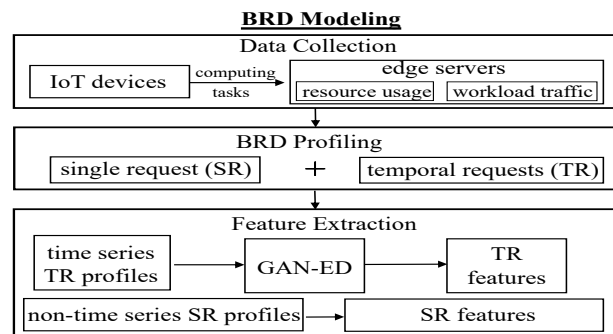 BRD Modeling
Data Collection
IoT devices
computing
tasks
edge servers
resource usage
workload traffic
BRD Profiling
single request (SR)
+
temporal requests (TR)
Feature Extraction
time series
TR profiles
GAN-ED
TR
features
non-time series SR profiles
SR features